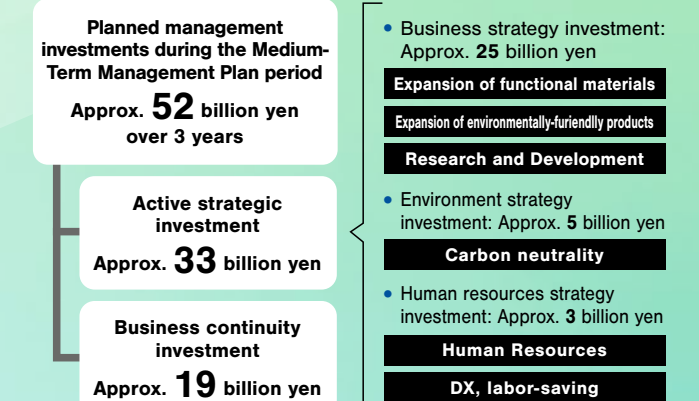 Planned management
investments during the Medium-
Term Management Plan period
Approx. 52 billion yen
over 3 years
Active strategic
investment
Approx. 33 billion yen
Business continuity
investment
Approx. 19 billion yen
• Business strategy investment:
Approx. 25 billion yen
Expansion of functional materials
Expansion of environmentally-furiendlly products
Research and Development
• Environment strategy
investment: Approx. 5 billion yen
Carbon neutrality
• Human resources strategy
investment: Approx. 3 billion yen
Human Resources
DX, labor-saving